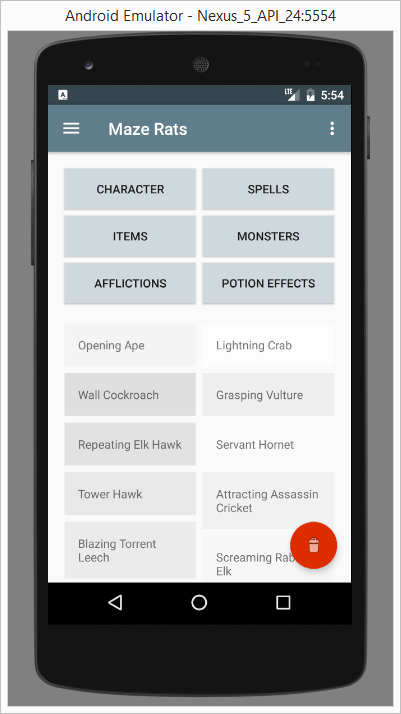 Android Emulator - Nexus_5_API_24:5554
A
LTE
5:54
Maze Rats
CHARACTER
SPELLS
ITEMS
MONSTERS
AFFLICTIONS
POTION EFFECTS
Opening Ape
Lightning Crab
Wall Cockroach
Grasping Vulture
Repeating Elk Hawk
Servant Hornet
Tower Hawk
Attracting Assassin
Cricket
Blazing Torrent
Leech
Screaming
Elk